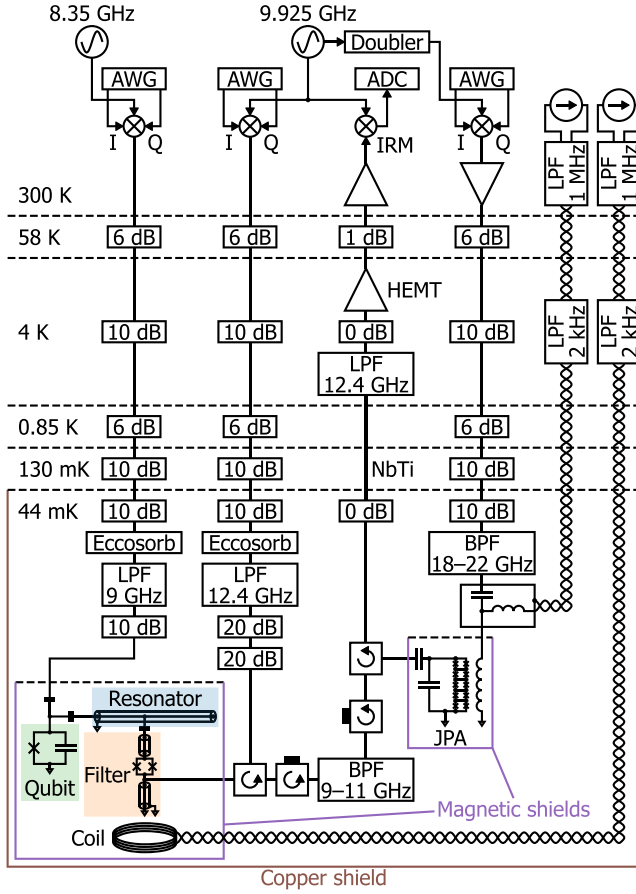 8.35 GHz
9.925 GHz
Doubler
AWG
AWG
ADC
AWG
I
Q
I
Q
IRM
I
Q
LPF
1 MHz
LPF
1 MHz
300 K
58 K
6 dB
6 dB
1 dB
6 dB
HEMT
4 K
10 dB
10 dB
0 dB
10 dB
LPF
2 kHz
LPF
2 kHz
LPF
12.4 GHz
0.85 K
6 dB
6 dB
6 dB
130 mK
10 dB
10 dB
NbTi
10 dB
44 mK
10 dB
10 dB
0 dB
10 dB
Eccosorb
Eccosorb
BPF
18–22 GHz
LPF
9 GHz
LPF
12.4 GHz
10 dB
20 dB
20 dB
Resonator
JPA
Qubit
Filter
BPF
9–11 GHz
Magnetic shields
Coil
Copper shield